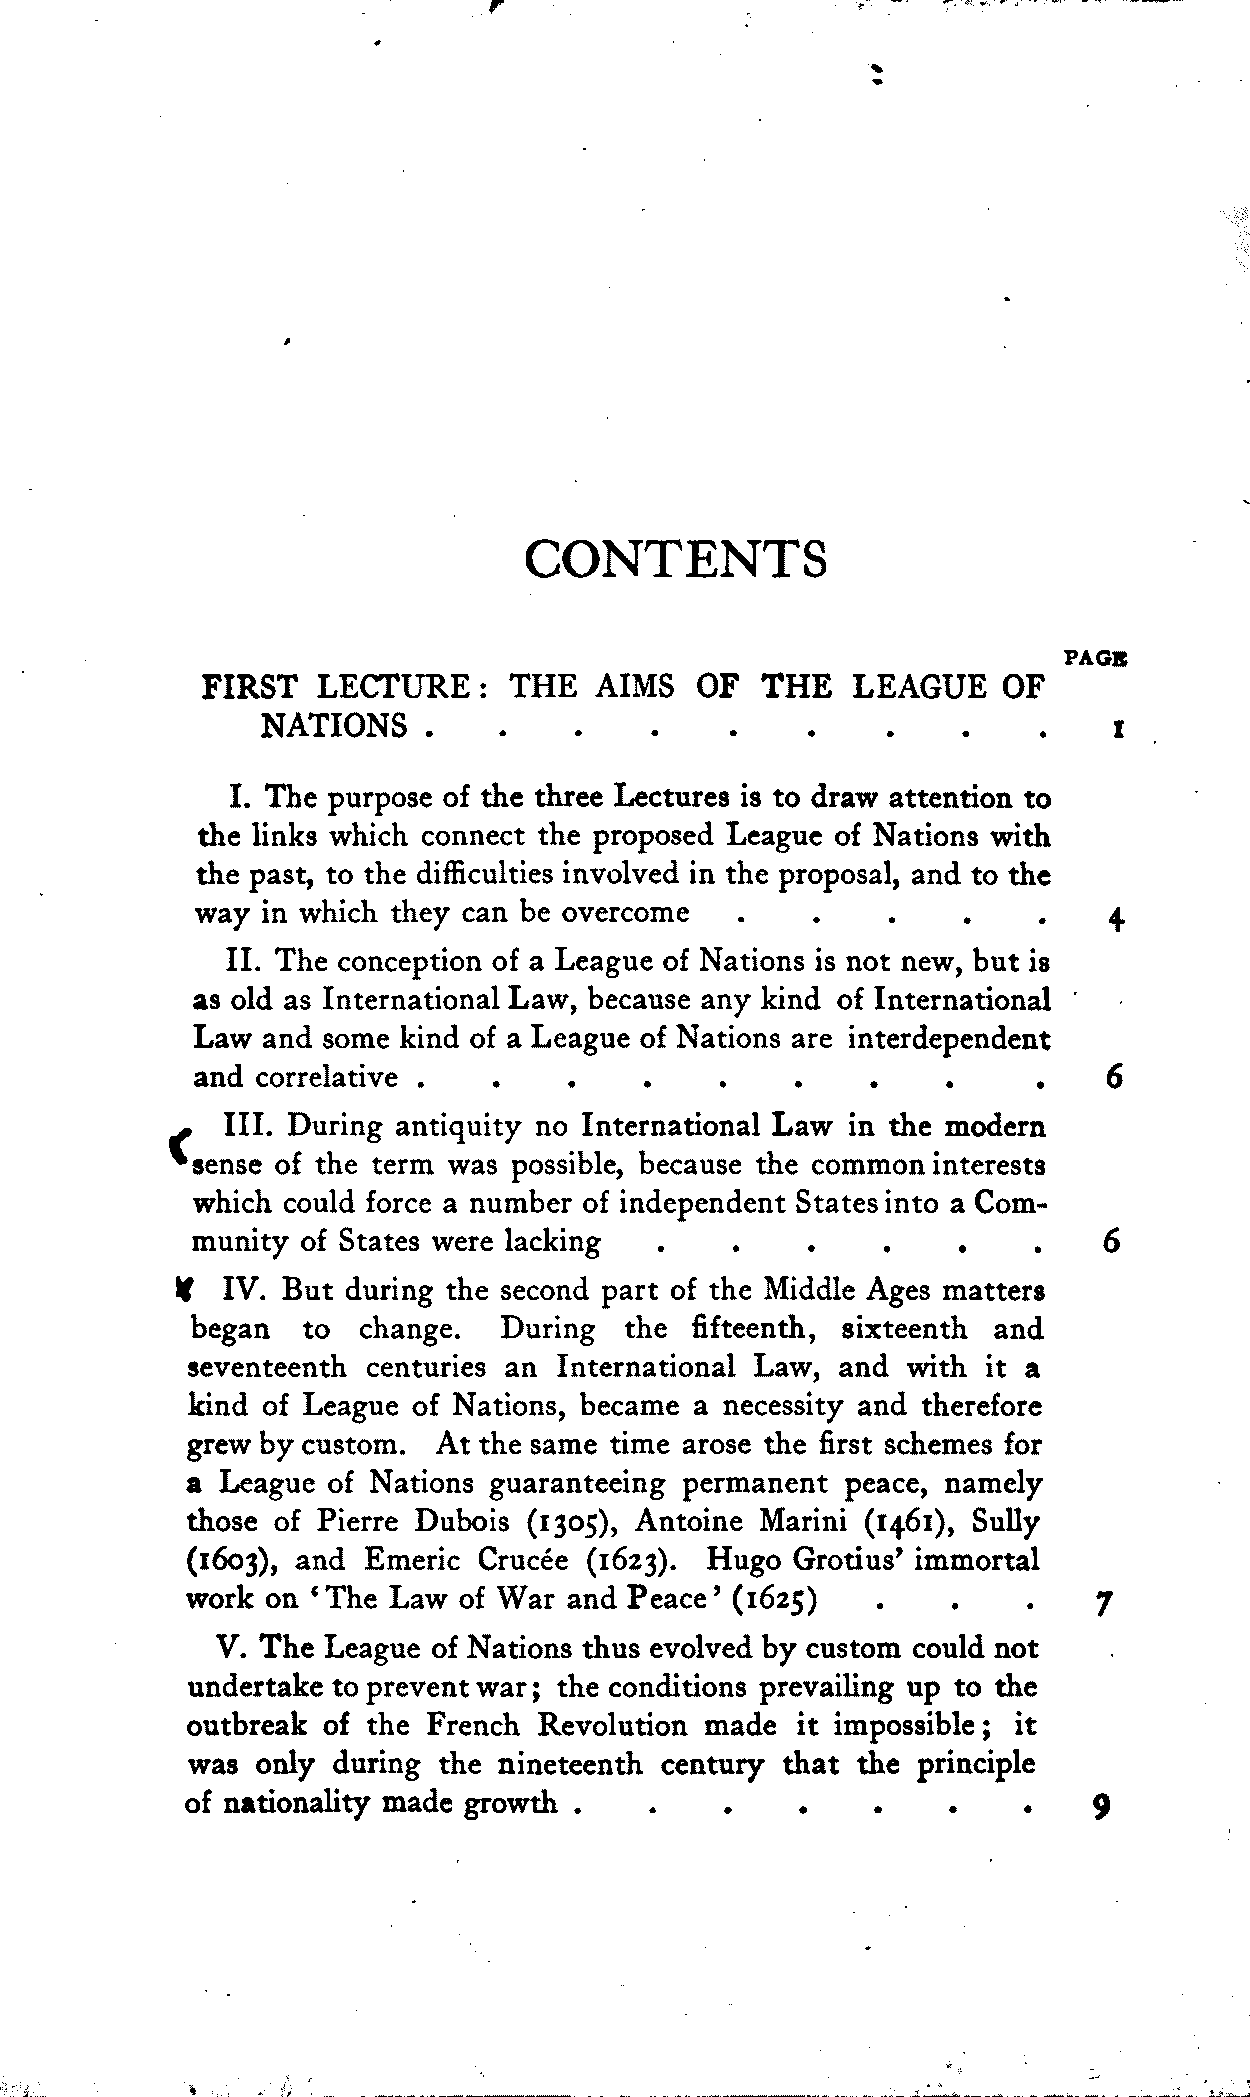 CONTENTS
PAGE
FIRST LECTURE: THE AIMS OF THE LEAGUE OF
NATIONS . . . . . . . . . 1
I. The purpose of the three Lectures is to draw attention to
the links which connect the proposed League of Nations with
the past, to the difficulties involved in the proposal, and to the
way in which they can be overcome . . . . . 4
II. The conception of a League of Nations is not new, but is
as old as International Law, because any kind of International
Law and some kind of a League of Nations are interdependent
and correlative . . . . . . . . . 6
III. During antiquity no International Law in the modern
sense of the term was possible, because the common interests
which could force a number of independent States into a Com-
munity of States were lacking . . . . . . 6
IV. But during the second part of the Middle Ages matters
began to change. During the fifteenth, sixteenth and
seventeenth centuries an International Law, and with it a
kind of League of Nations, became a necessity and therefore
grew by custom. At the same time arose the first schemes for
a League of Nations guaranteeing permanent peace, namely
those of Pierre Dubois (1305), Antoine Marini (1461), Sully
(1603), and Emeric Crucée (1623). Hugo Grotius' immortal
work on 'The Law of War and Peace' (1625) . . . 7
V. The League of Nations thus evolved by custom could not
undertake to prevent war; the conditions prevailing up to the
outbreak of the French Revolution made it impossible; it
was only during the nineteenth century that the principle
of nationality made growth . . . . . . . 9